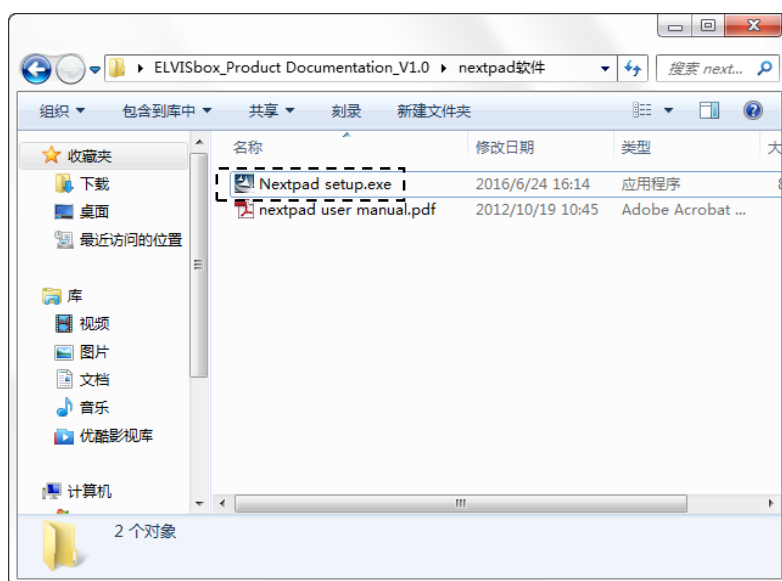 ELVISbox_Product Documentation_V1.0 nextpad软件
搜索 next...
组织 包含到库中 共享 刻录 新建文件夹
名称 修改日期 类型 大
收藏夹
下载
桌面
最近访问的位置
库
视频
图片
文档
音乐
优酷影视库
计算机
Nextpad setup.exe 2016/6/24 16:14 应用程序
nextpad user manual.pdf 2012/10/19 10:45 Adobe Acrobat ...
2 个对象